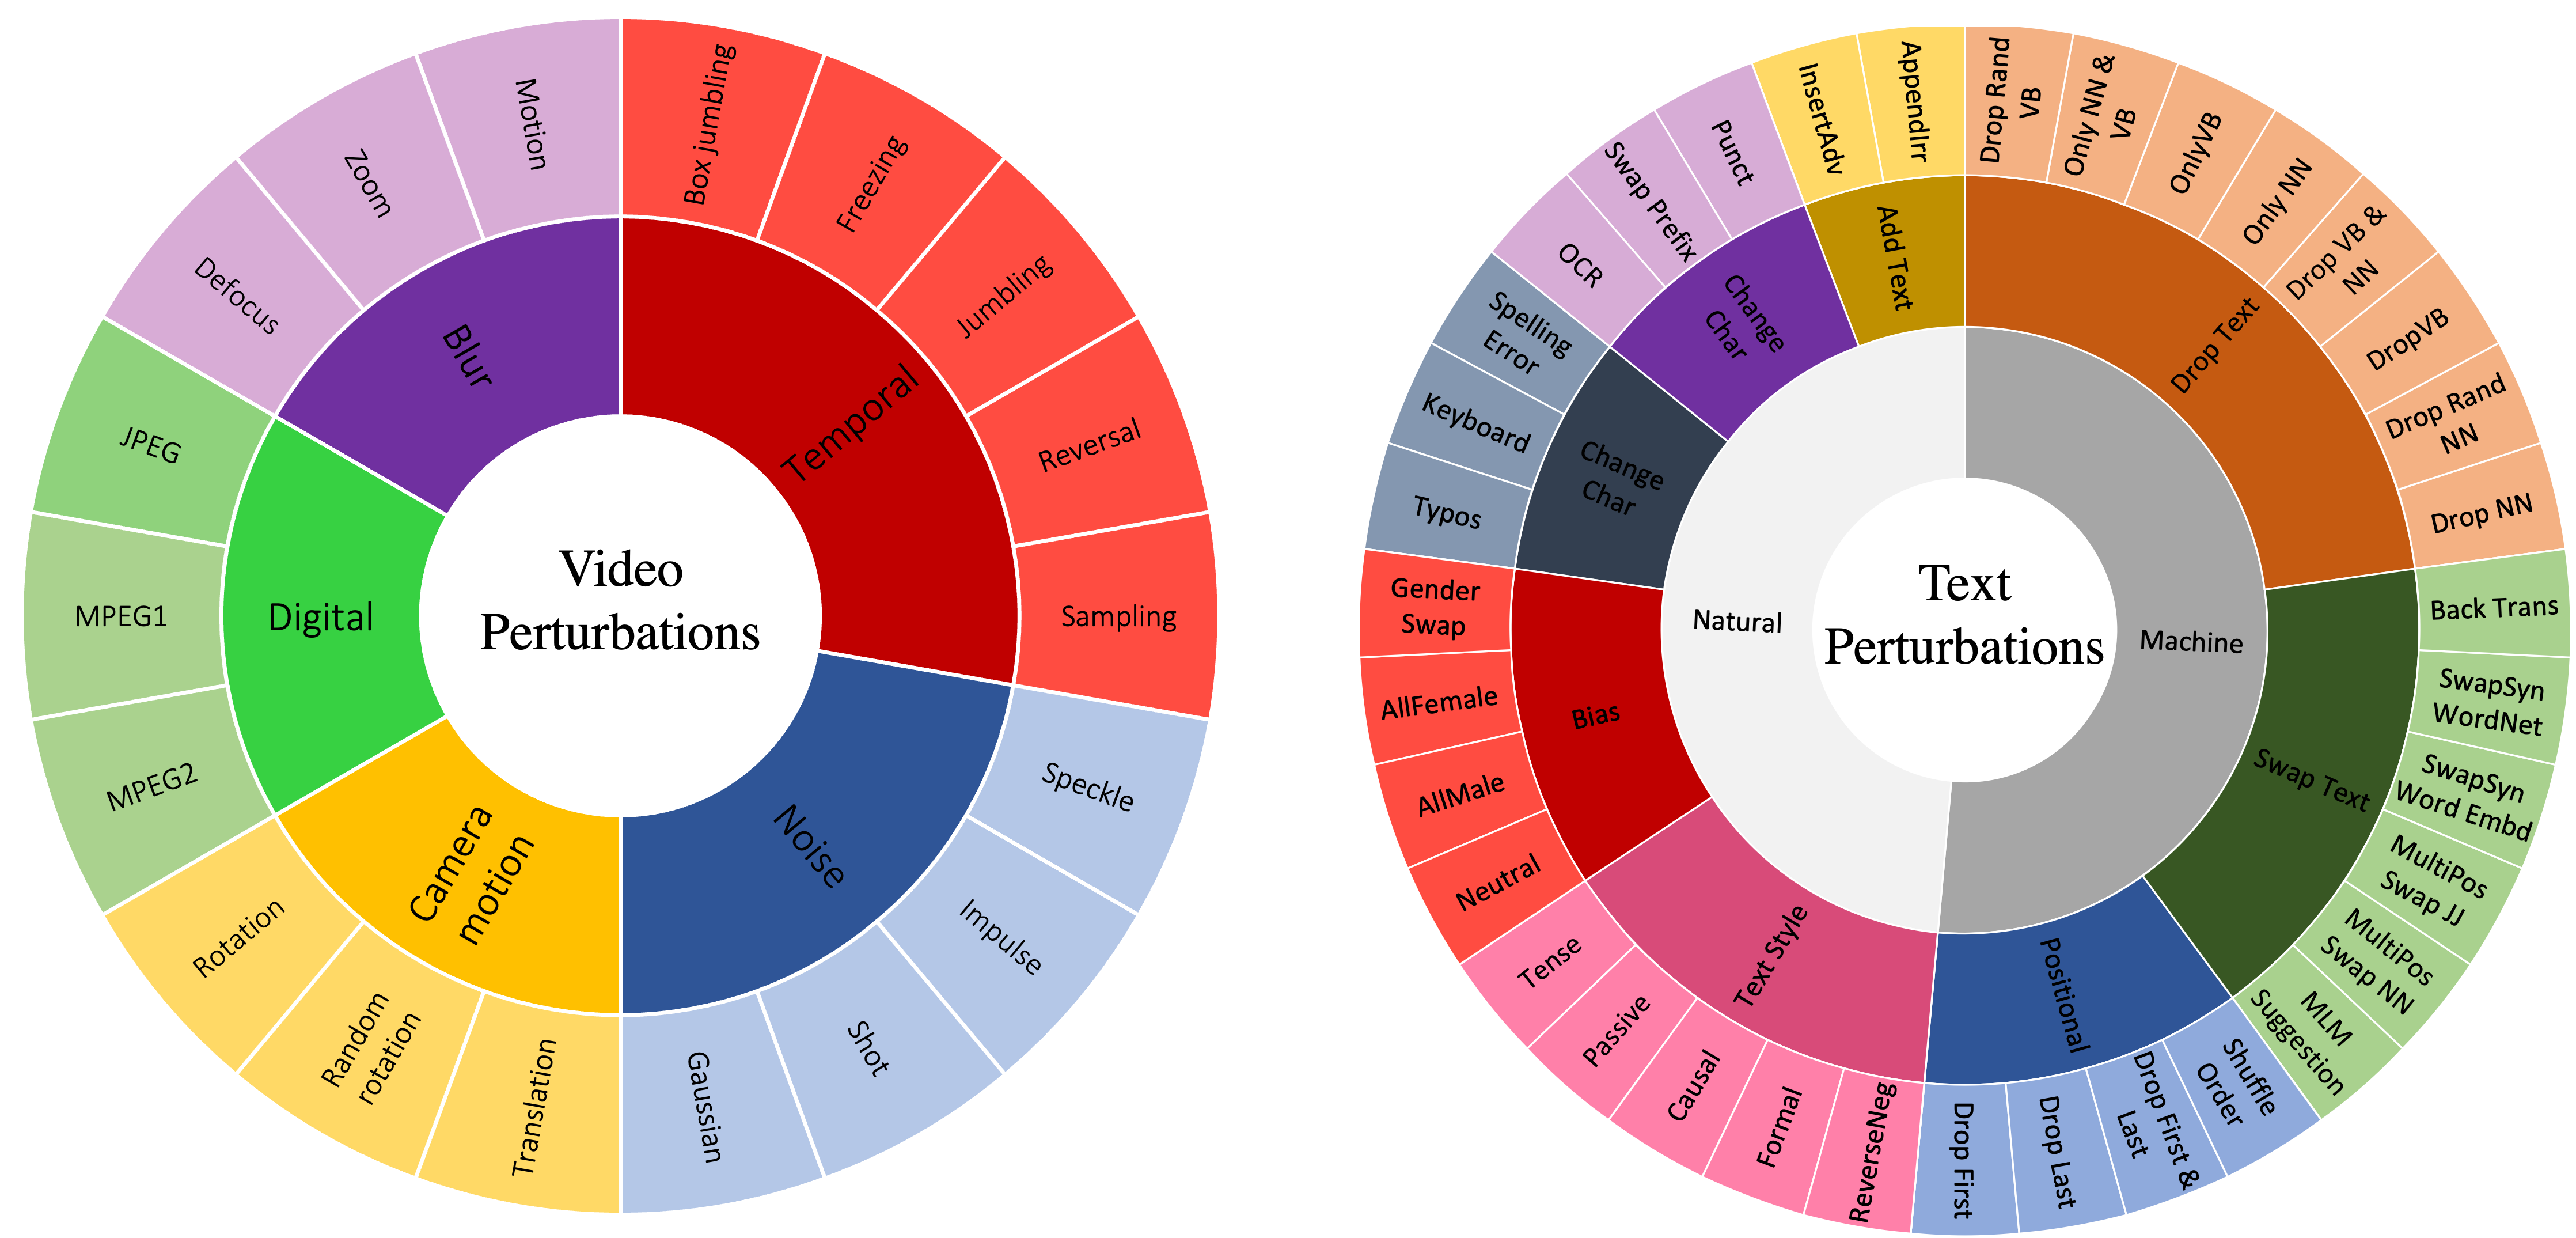 Video
Perturbations
Temporal
Box jumbling
Freezing
Jumbling
Reversal
Sampling
Noise
Speckle
Impulse
Shot
Gaussian
Camera
motion
Translation
Random
rotation
Rotation
Digital
MPEG2
MPEG1
JPEG
Blur
Defocus
Zoom
Motion
Text
Perturbations
Machine
Drop Text
Drop Rand
VB
Only NN &
VB
OnlyVB
Only NN
Drop VB &
NN
DropVB
Drop Rand
NN
Drop NN
Swap Text
Back Trans
SwapSyn
WordNet
SwapSyn
Word Embd
MultiPos
Swap JJ
MultiPos
Swap NN
MLM
Suggestion
Positional
Shuffle
Order
Drop First &
Last
Drop Last
Drop First
Natural
Text Style
ReverseNeg
Formal
Causal
Passive
Tense
Bias
Neutral
AllMale
AllFemale
Gender
Swap
Change
Char
Typos
Keyboard
Spelling
Error
Change
Char
OCR
Swap Prefix
Punct
Add Text
InsertAdv
AppendIrr